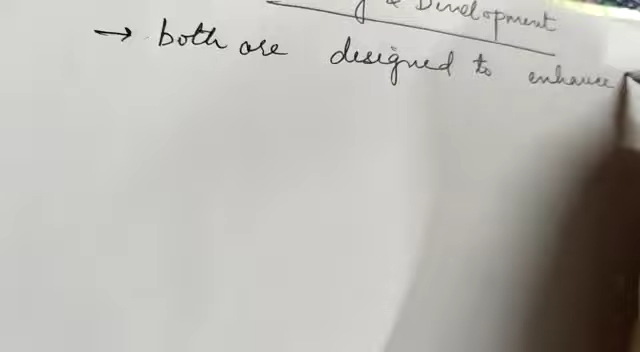 & Development
→ both are designed to enhance